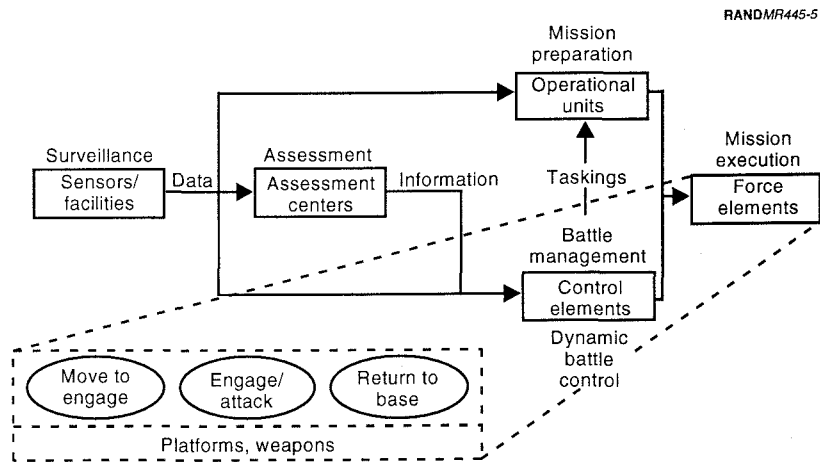 RANDMR445-5
Mission
preparation
Operational
units
Surveillance
Sensors/
facilities
Data
Assessment
Assessment
centers
Information
Taskings
Mission
execution
Force
elements
Battle
management
Control
elements
Dynamic
battle
control
Move to
engage
Engage/
attack
Return to
base
Platforms, weapons